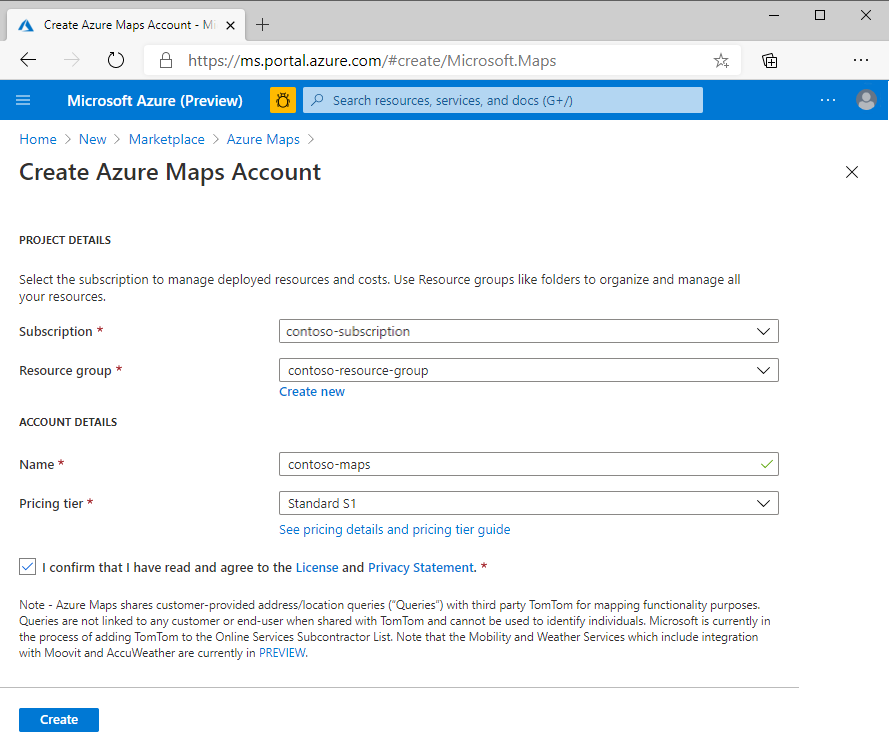 Create Azure Maps Account - Mi
https://ms.portal.azure.com/#create/Microsoft.Maps
Microsoft Azure (Preview)
Search resources, services, and docs (G+/)
Home > New > Marketplace > Azure Maps >
Create Azure Maps Account
PROJECT DETAILS
Select the subscription to manage deployed resources and costs. Use Resource groups like folders to organize and manage all
your resources.
Subscription * contoso-subscription
Resource group * contoso-resource-group
Create new
ACCOUNT DETAILS
Name * contoso-maps
Pricing tier * Standard S1
See pricing details and pricing tier guide
I confirm that I have read and agree to the License and Privacy Statement. *
Note - Azure Maps shares customer-provided address/location queries (“Queries”) with third party TomTom for mapping functionality purposes.
Queries are not linked to any customer or end-user when shared with TomTom and cannot be used to identify individuals. Microsoft is currently in
the process of adding TomTom to the Online Services Subcontractor List. Note that the Mobility and Weather Services which include integration
with Moovit and AccuWeather are currently in PREVIEW.
Create